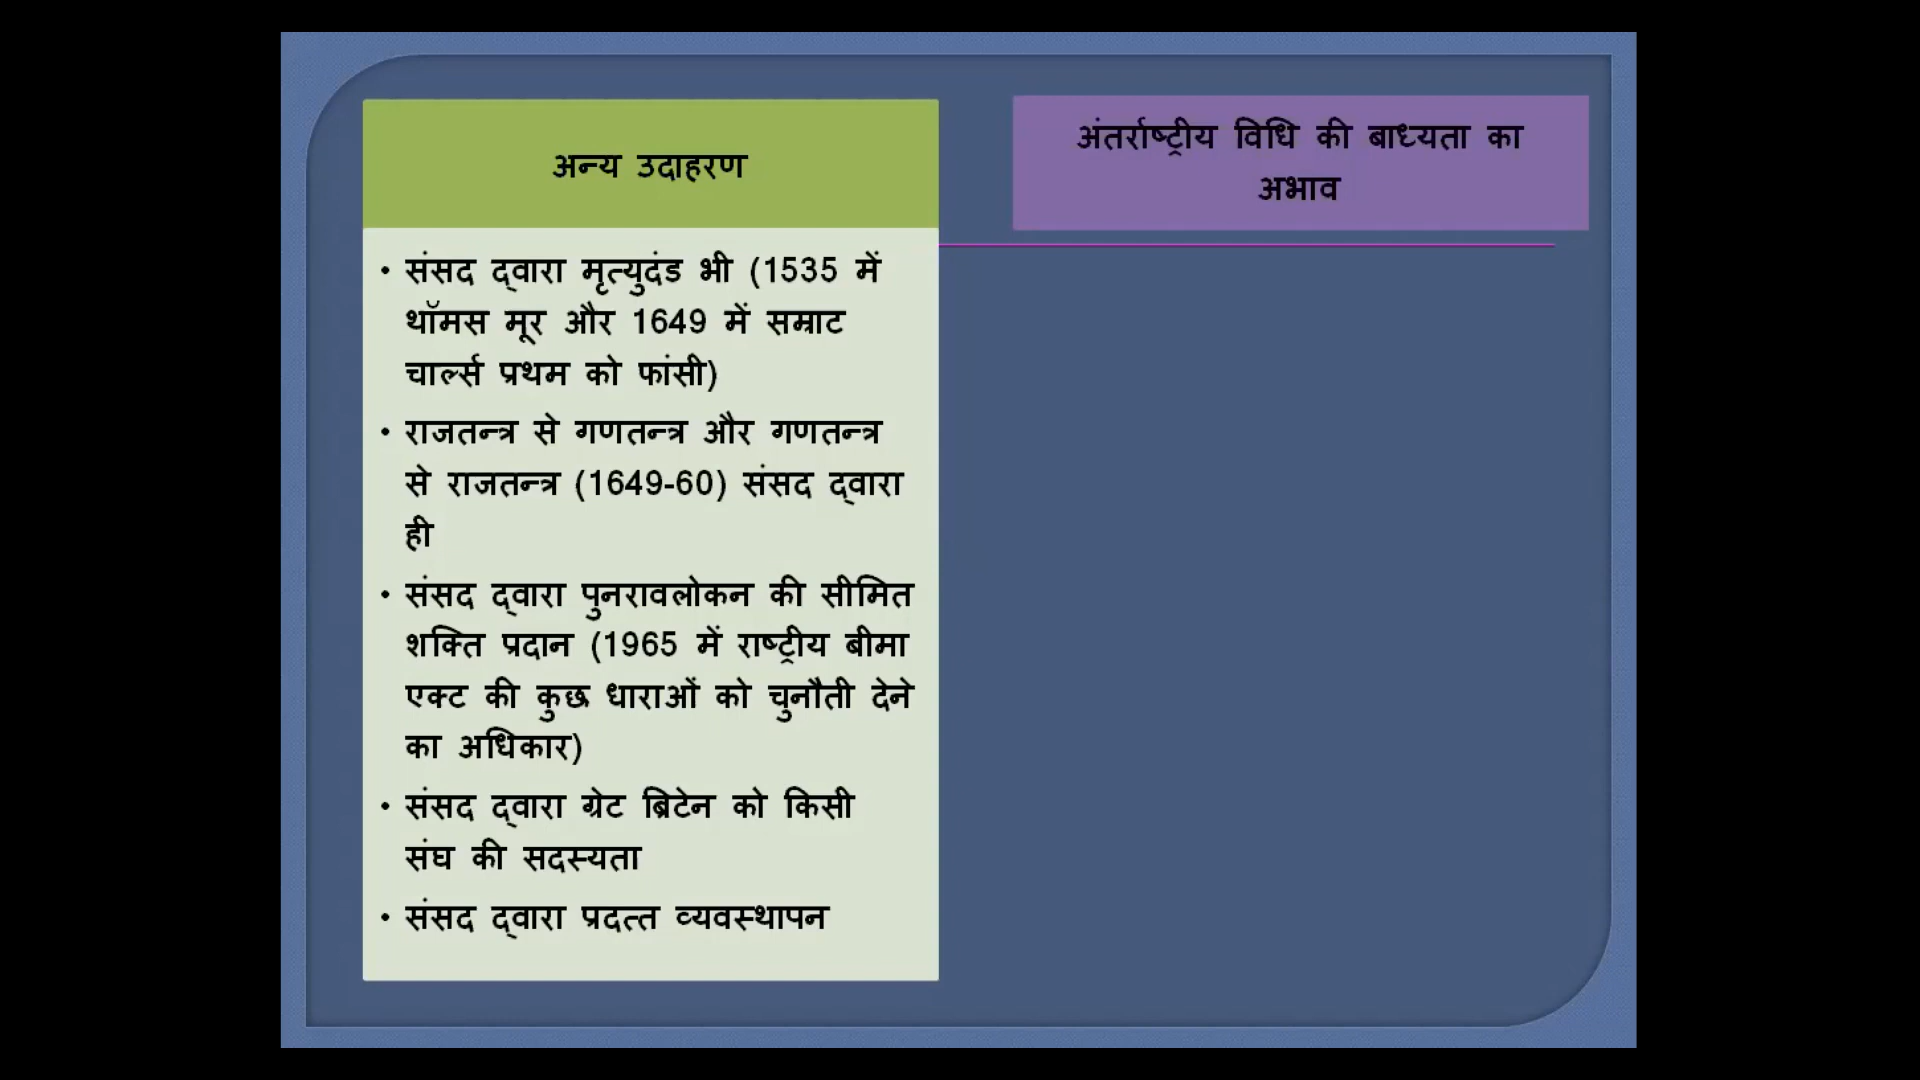 अन्य उदाहरण
• संसद द्वारा मृत्युदंड भी (1535 में
थॉमस मूर और 1649 में सम्राट
चार्ल्स प्रथम को फांसी)
• राजतन्त्र से गणतन्त्र और गणतन्त्र
से राजतन्त्र (1649-60) संसद द्वारा
ही
• संसद द्वारा पुनरावलोकन की सीमित
शक्ति प्रदान (1965 में राष्ट्रीय बीमा
एक्ट की कुछ धाराओं को चुनौती देने
का अधिकार)
• संसद द्वारा ग्रेट ब्रिटेन को किसी
संघ की सदस्यता
• संसद द्वारा प्रदत्त व्यवस्थापन
अंतर्राष्ट्रीय विधि की बाध्यता का
अभाव